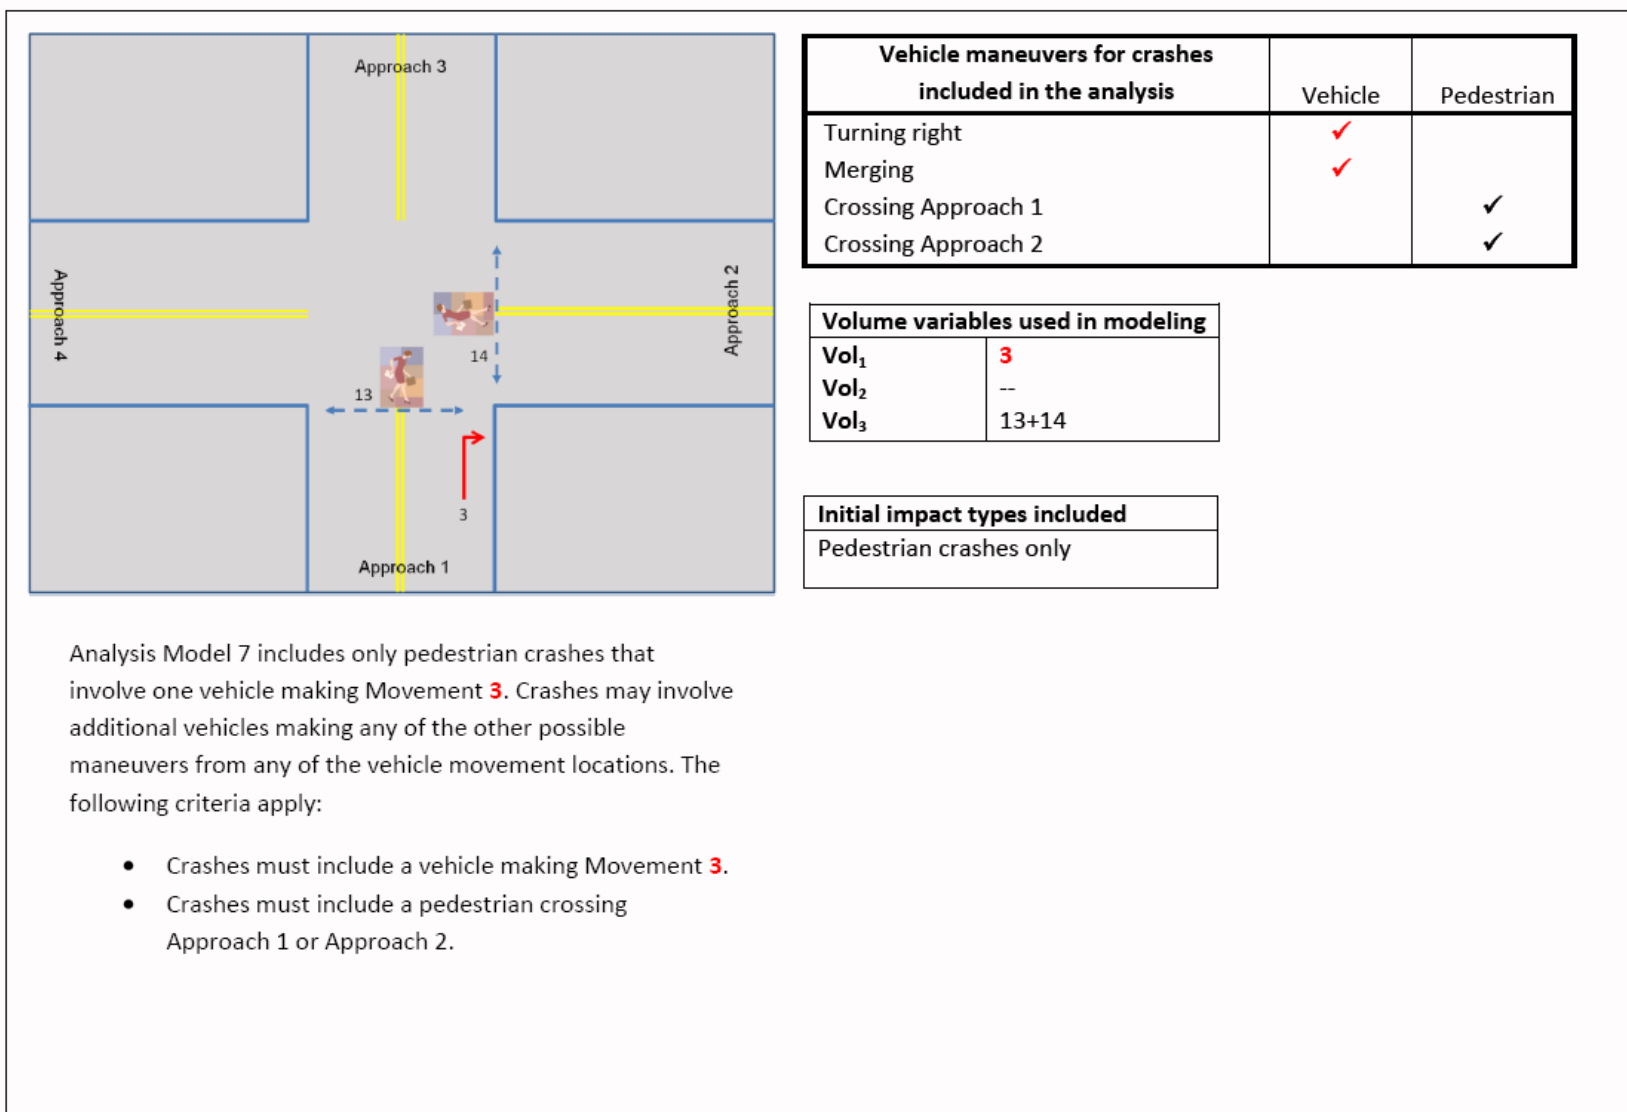 Approach 3
Approach 4
Approach 2
14
13
3
Approach 1
Vehicle maneuvers for crashes
included in the analysis
Vehicle
Pedestrian
Turning right ✓
Merging ✓
Crossing Approach 1 ✓
Crossing Approach 2 ✓
Volume variables used in modeling
Vol₁ 3
Vol₂ --
Vol₃ 13+14
Initial impact types included
Pedestrian crashes only
Analysis Model 7 includes only pedestrian crashes that
involve one vehicle making Movement 3. Crashes may involve
additional vehicles making any of the other possible
maneuvers from any of the vehicle movement locations. The
following criteria apply:
• Crashes must include a vehicle making Movement 3.
• Crashes must include a pedestrian crossing
Approach 1 or Approach 2.